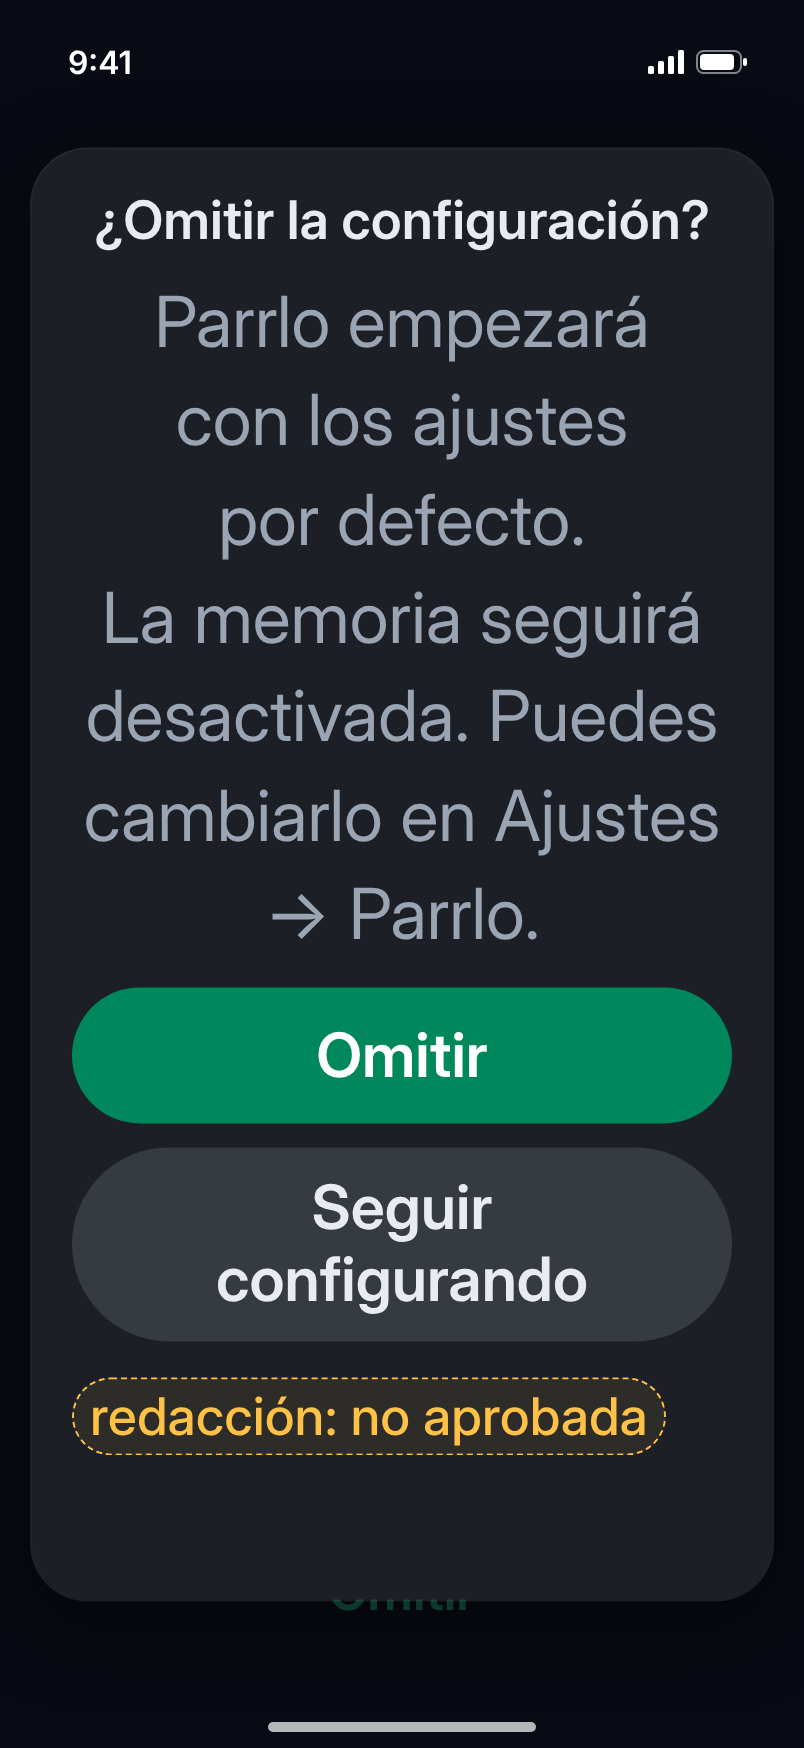 9:41
¿Omitir la configuración?
Parrlo empezará
con los ajustes
por defecto.
La memoria seguirá
desactivada. Puedes
cambiarlo en Ajustes
→ Parrlo.
Omitir
Seguir
configurando
redacción: no aprobada
Omitir